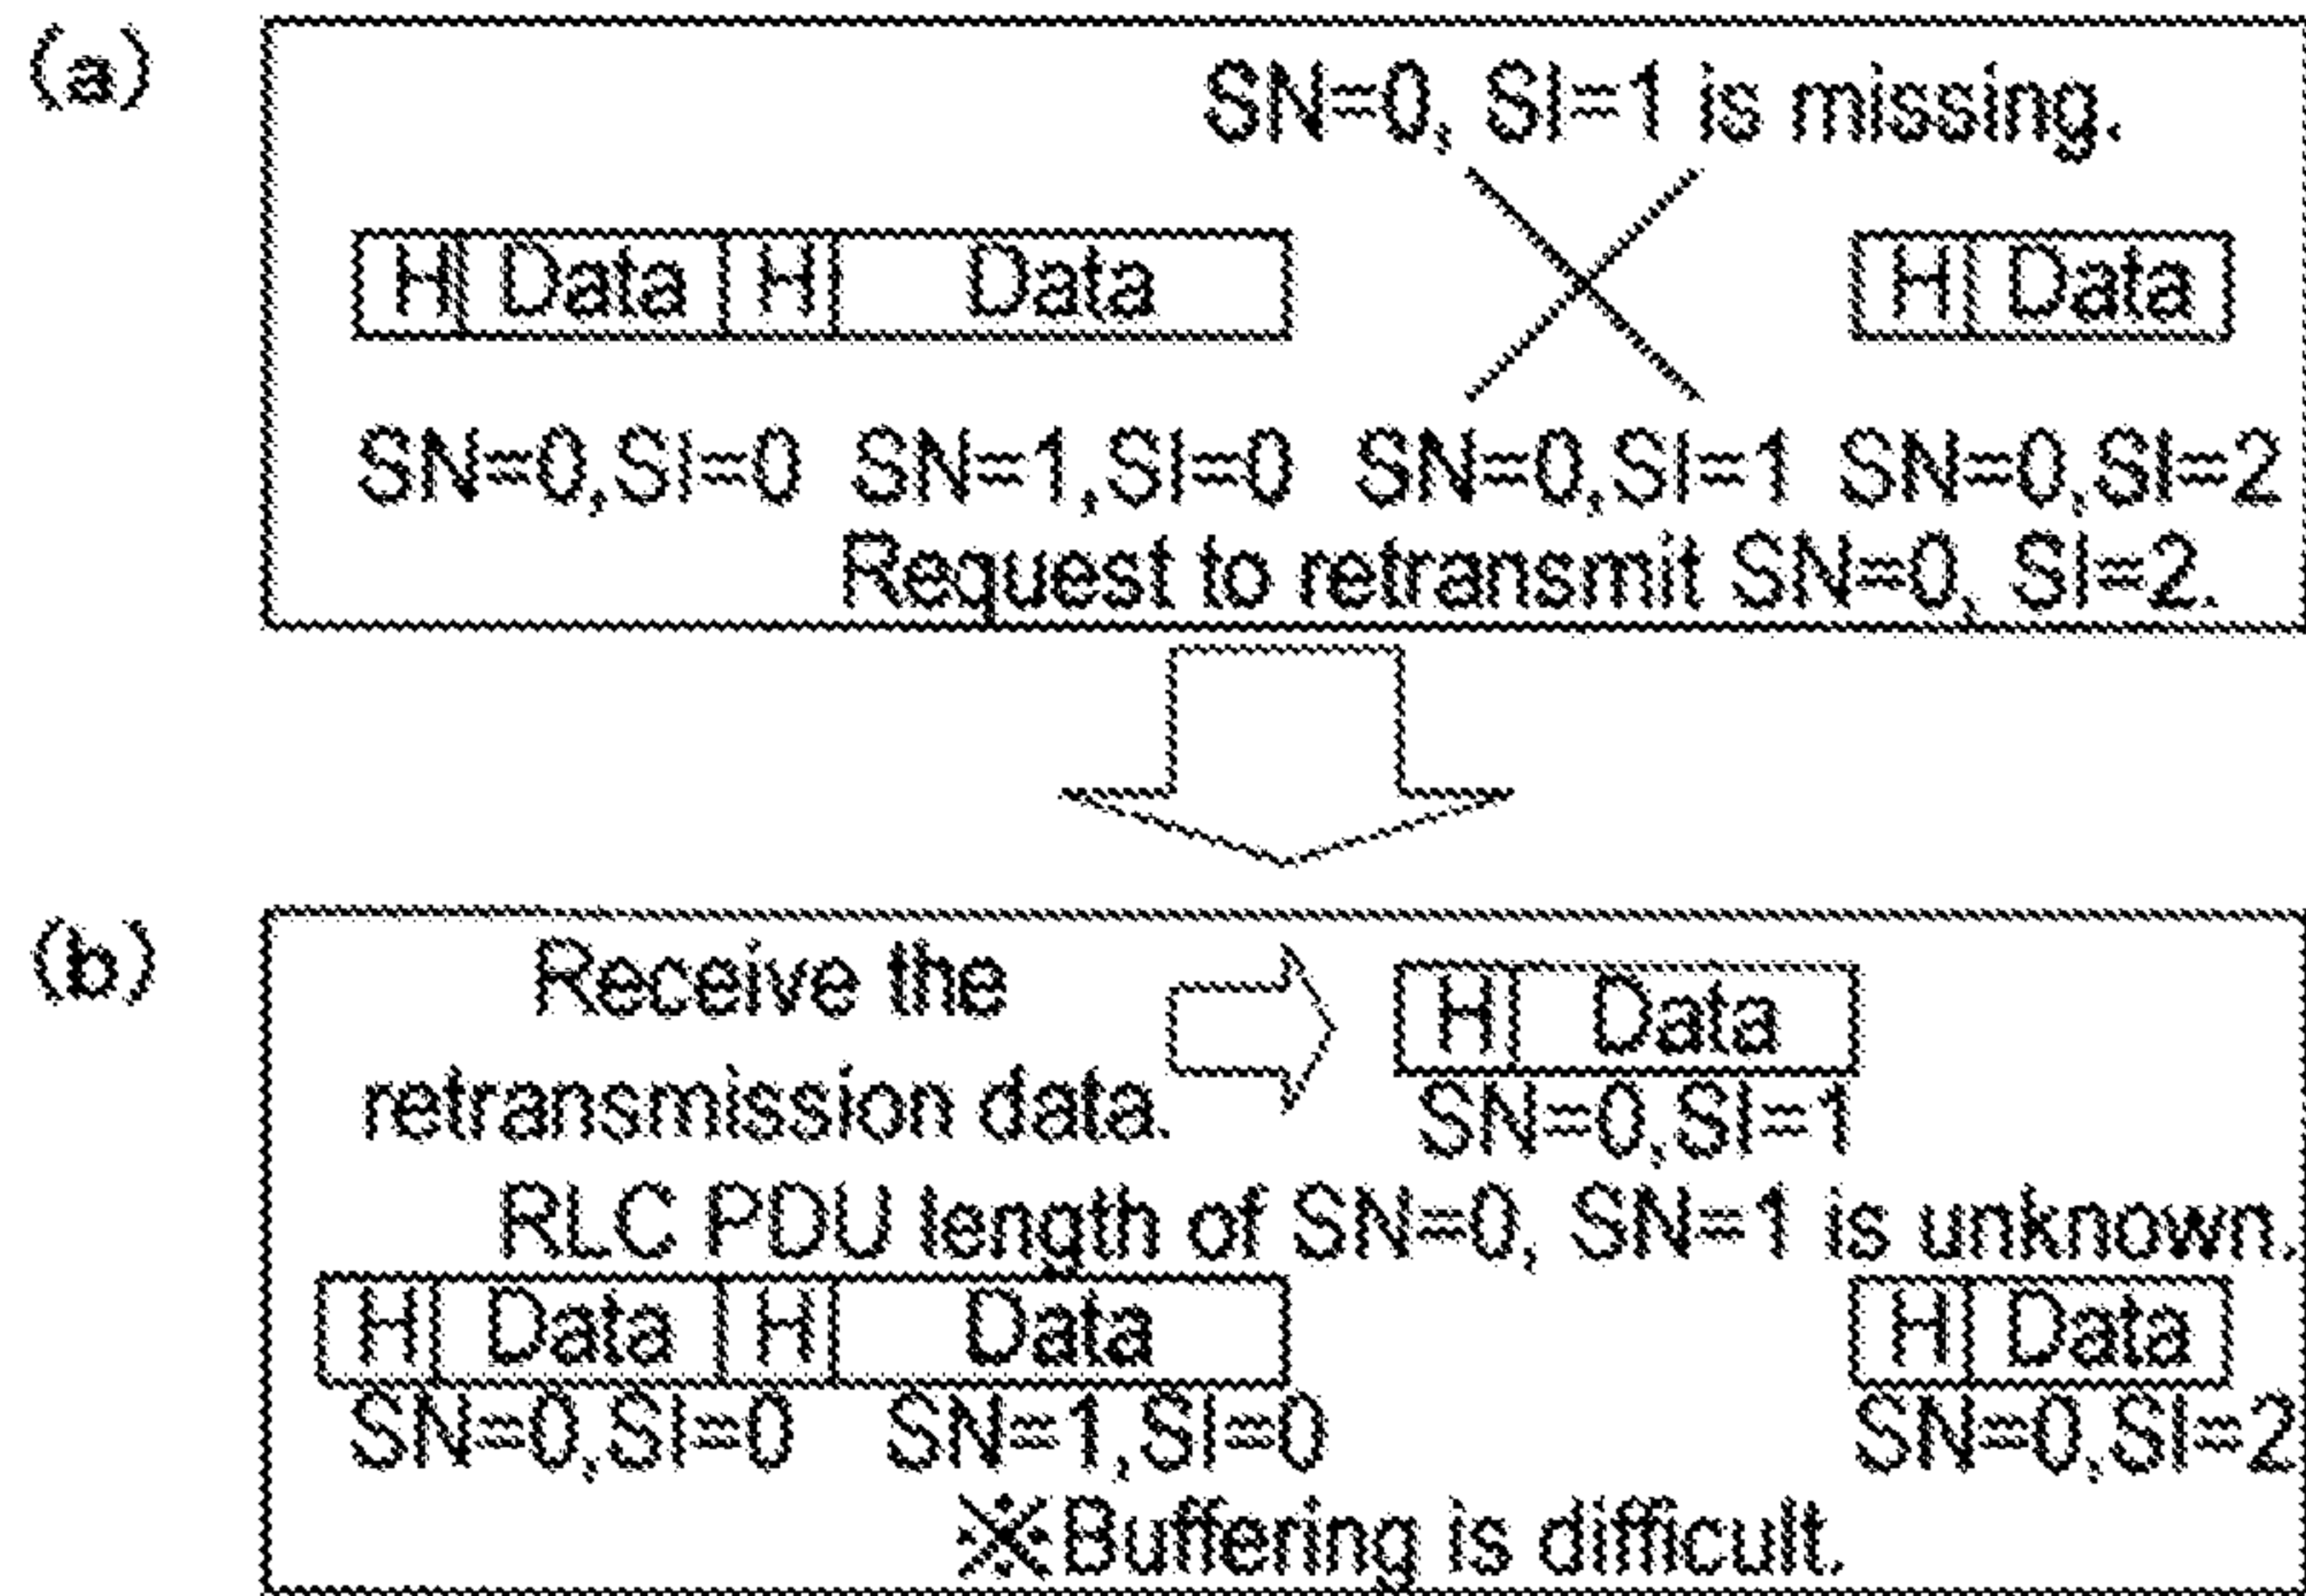 (a)
SN=0, SI=1 is missing.
H Data H Data H Data
SN=0,SI=0 SN=1,SI=0 SN=0,SI=1 SN=0,SI=2
Request to retransmit SN=0, SI=2.
(b)
Receive the
retransmission data.
H Data
SN=0,SI=1
RLC PDU length of SN=0, SN=1 is unknown.
H Data H Data H Data
SN=0,SI=0 SN=1,SI=0 SN=0,SI=2
※Buffering is difficult.